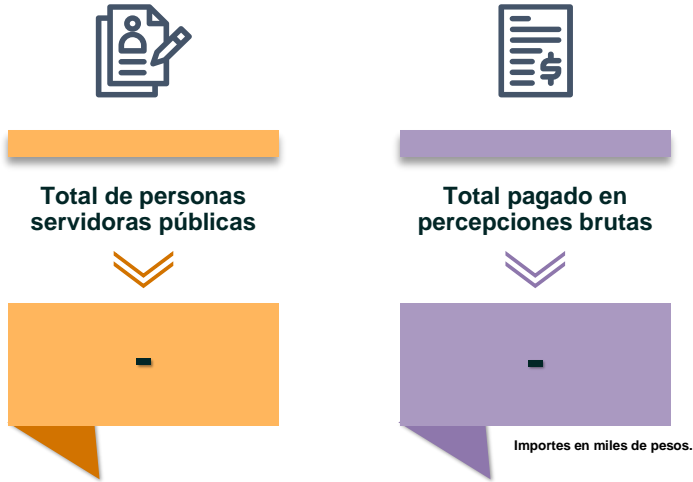 Total de personas
servidoras públicas
-
Total pagado en
percepciones brutas
-
Importes en miles de pesos.